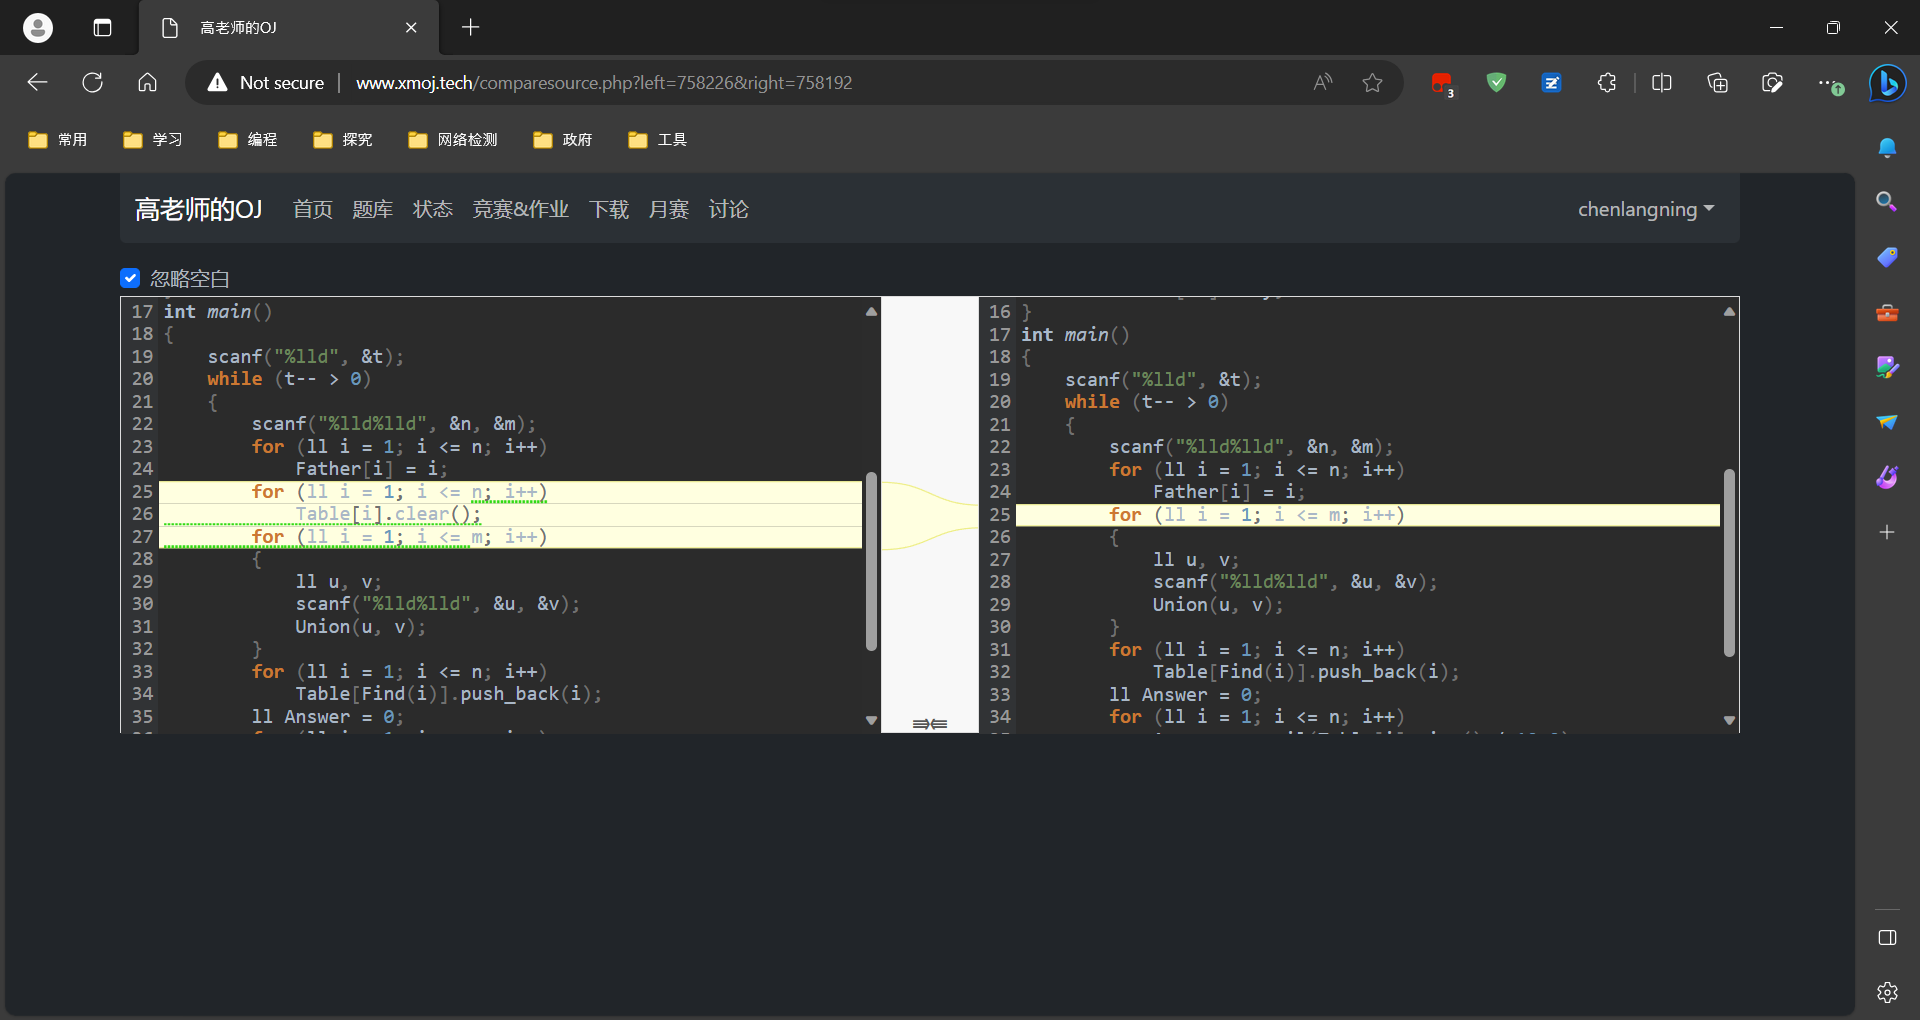 高老师的OJ
Not secure www.xmoj.tech/comparesource.php?left=758226&right=758192
3
常用 学习 编程 探究 网络检测 政府 工具
高老师的OJ 首页 题库 状态 竞赛&作业 下载 月赛 讨论 chenlangning
忽略空白
17 int main()
18 {
19 scanf("%lld", &t);
20 while (t-- > 0)
21 {
22 scanf("%lld%lld", &n, &m);
23 for (ll i = 1; i <= n; i++)
24 Father[i] = i;
25 for (ll i = 1; i <= n; i++)
26 Table[i].clear();
27 for (ll i = 1; i <= m; i++)
28 {
29 ll u, v;
30 scanf("%lld%lld", &u, &v);
31 Union(u, v);
32 }
33 for (ll i = 1; i <= n; i++)
34 Table[Find(i)].push_back(i);
35 ll Answer = 0;
16 }
17 int main()
18 {
19 scanf("%lld", &t);
20 while (t-- > 0)
21 {
22 scanf("%lld%lld", &n, &m);
23 for (ll i = 1; i <= n; i++)
24 Father[i] = i;
25 for (ll i = 1; i <= m; i++)
26 {
27 ll u, v;
28 scanf("%lld%lld", &u, &v);
29 Union(u, v);
30 }
31 for (ll i = 1; i <= n; i++)
32 Table[Find(i)].push_back(i);
33 ll Answer = 0;
34 for (ll i = 1; i <= n; i++)